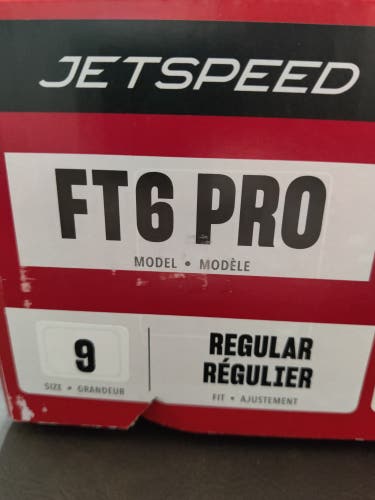 JETSPEED
FT6 PRO
MODEL • MODÈLE
9
SIZE • GRANDEUR
REGULAR
RÉGULIER
FIT • AJUSTEMENT